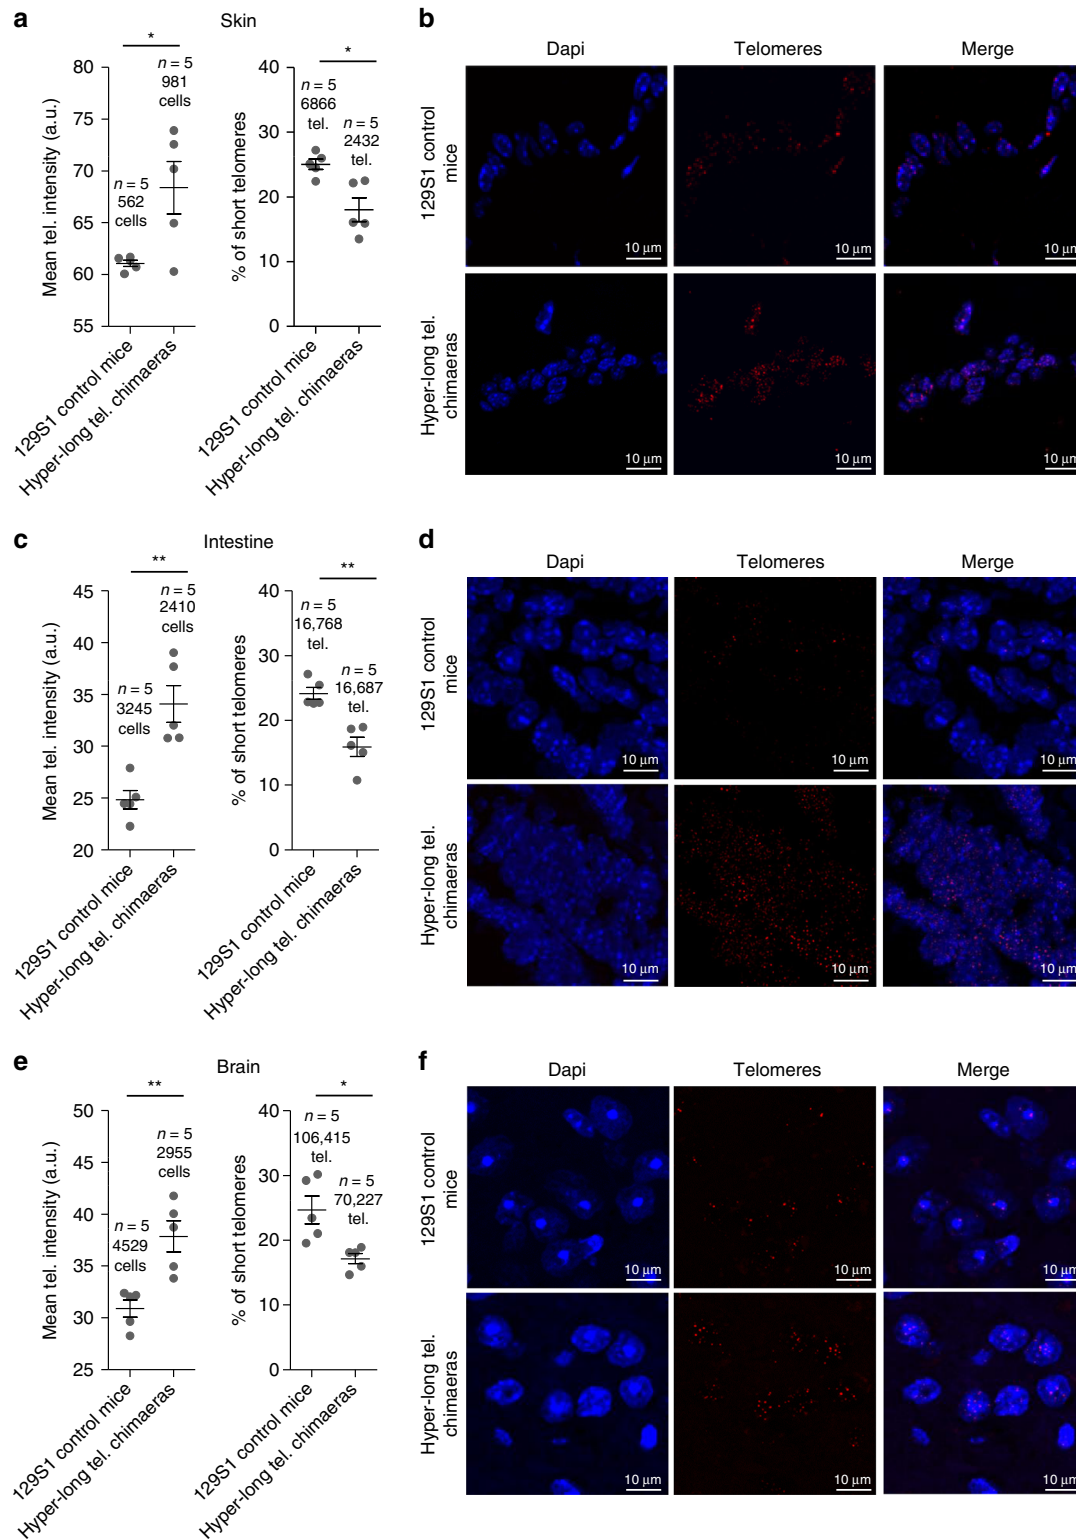 a
Skin
*
Mean tel. intensity (a.u.)
80
75
70
65
60
55
n = 5
562
cells
n = 5
981
cells
129S1 control mice
Hyper-long tel. chimaeras
*
% of short telomeres
40
30
20
10
0
n = 5
6866
tel.
n = 5
2432
tel.
129S1 control mice
Hyper-long tel. chimaeras
b
Dapi
Telomeres
Merge
129S1 control
mice
10 µm
10 µm
10 µm
Hyper-long tel.
chimaeras
10 µm
10 µm
10 µm
c
Intestine
**
Mean tel. intensity (a.u.)
45
40
35
30
25
20
n = 5
3245
cells
n = 5
2410
cells
129S1 control mice
Hyper-long tel. chimaeras
**
% of short telomeres
40
30
20
10
0
n = 5
16,768
tel.
n = 5
16,687
tel.
129S1 control mice
Hyper-long tel. chimaeras
d
Dapi
Telomeres
Merge
129S1 control
mice
10 µm
10 µm
10 µm
Hyper-long tel.
chimaeras
10 µm
10 µm
10 µm
e
Brain
**
Mean tel. intensity (a.u.)
50
45
40
35
30
25
n = 5
4529
cells
n = 5
2955
cells
129S1 control mice
Hyper-long tel. chimaeras
*
% of short telomeres
40
30
20
10
0
n = 5
106,415
tel.
n = 5
70,227
tel.
129S1 control mice
Hyper-long tel. chimaeras
f
Dapi
Telomeres
Merge
129S1 control
mice
10 µm
10 µm
10 µm
Hyper-long tel.
chimaeras
10 µm
10 µm
10 µm